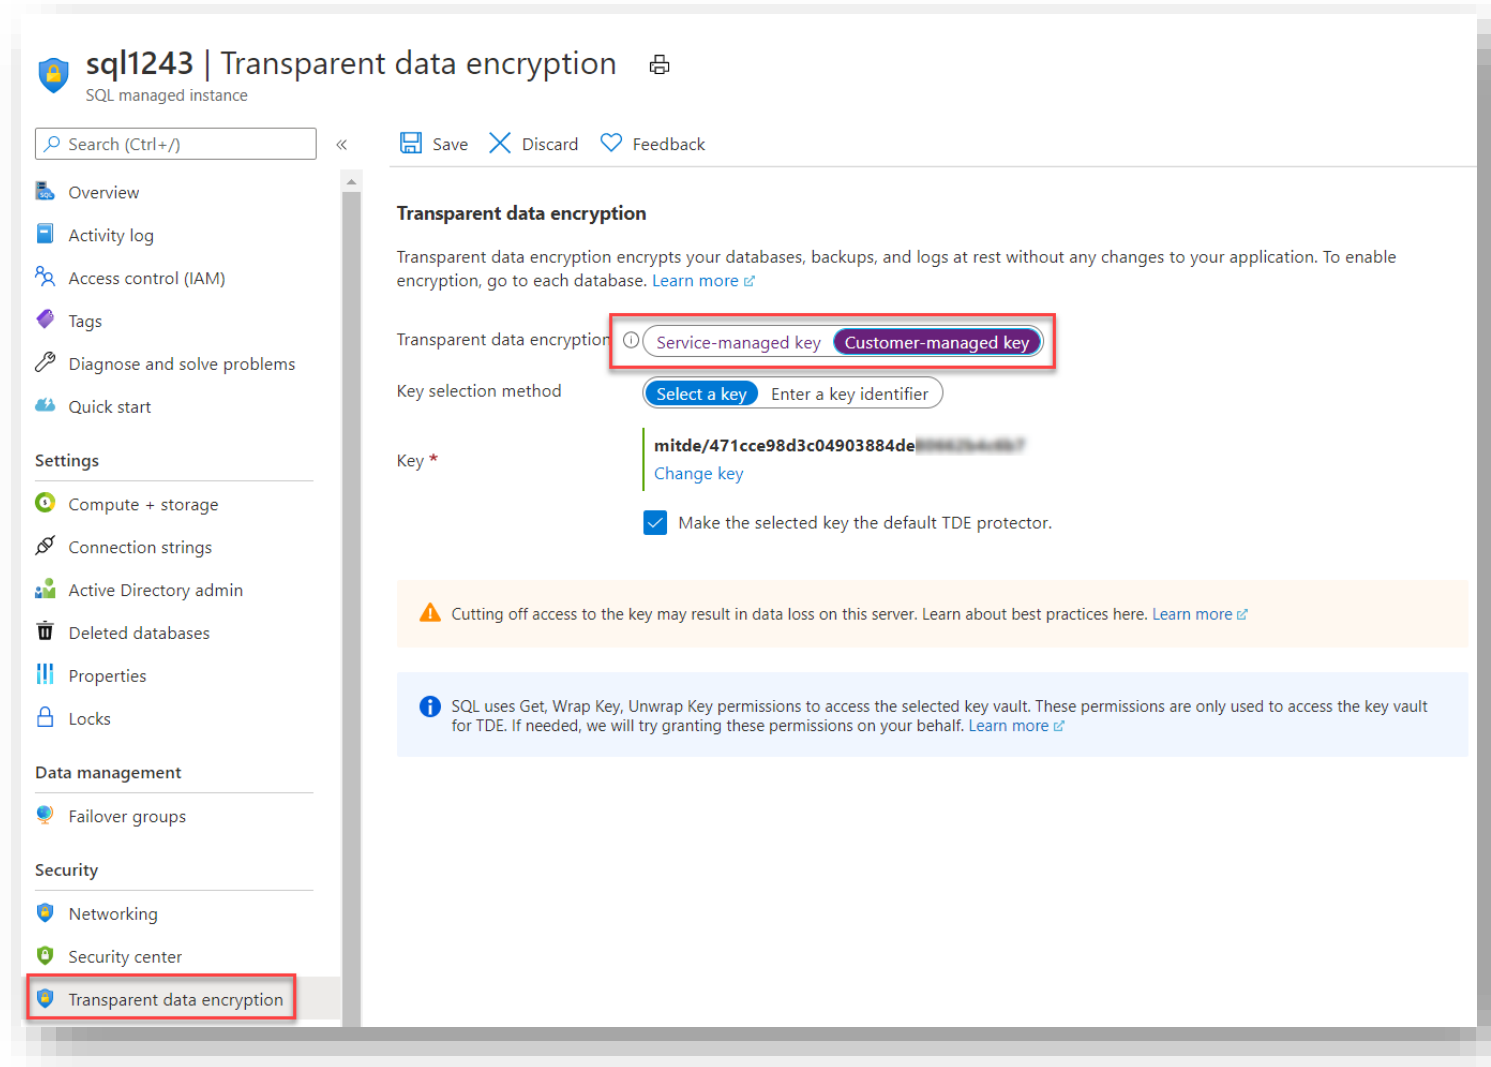 sql1243 | Transparent data encryption
SQL managed instance
Search (Ctrl+/)
«
Save
Discard
Feedback
Overview
Activity log
Access control (IAM)
Tags
Diagnose and solve problems
Quick start
Settings
Compute + storage
Connection strings
Active Directory admin
Deleted databases
Properties
Locks
Data management
Failover groups
Security
Networking
Security center
Transparent data encryption
Transparent data encryption
Transparent data encryption encrypts your databases, backups, and logs at rest without any changes to your application. To enable
encryption, go to each database. Learn more
Transparent data encryption
Service-managed key
Customer-managed key
Key selection method
Select a key
Enter a key identifier
Key *
mitde/471cce98d3c04903884de
Change key
Make the selected key the default TDE protector.
Cutting off access to the key may result in data loss on this server. Learn about best practices here. Learn more
SQL uses Get, Wrap Key, Unwrap Key permissions to access the selected key vault. These permissions are only used to access the key vault
for TDE. If needed, we will try granting these permissions on your behalf. Learn more